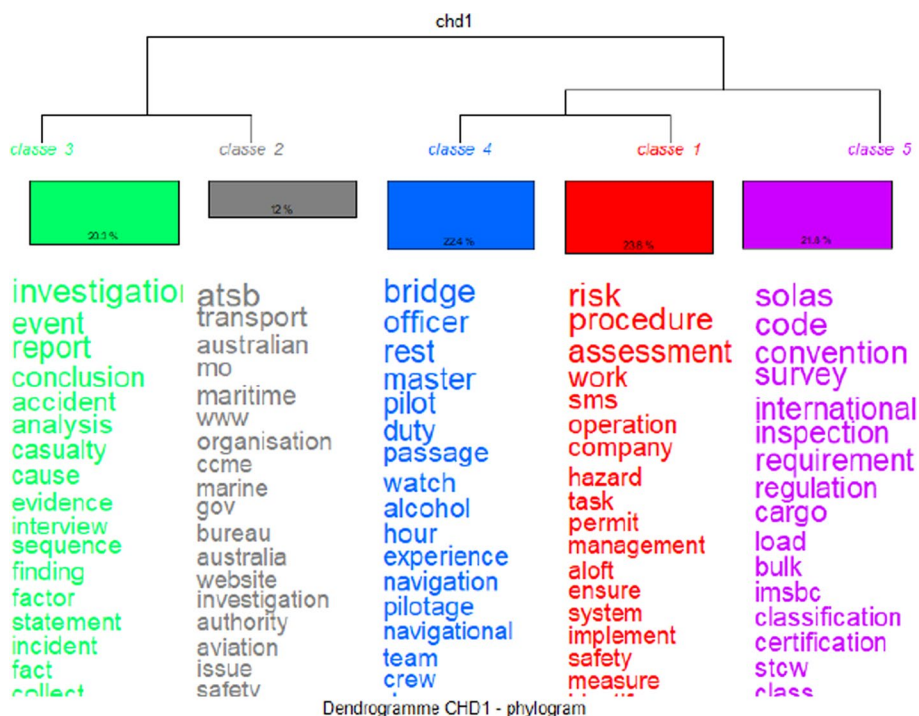 chd1
classe 3
classe 2
classe 4
classe 1
classe 5
20.3 %
12 %
22.4 %
investigation
event
report
conclusion
accident
analysis
casualty
cause
evidence
interview
sequence
finding
factor
statement
incident
fact
collect
atsb
transport
australian
mo
maritime
www
organisation
ccme
marine
gov
bureau
australia
website
investigation
authority
aviation
issue
safety
bridge
officer
rest
master
pilot
duty
passage
watch
alcohol
hour
experience
navigation
pilotage
navigational
team
crew
risk
procedure
assessment
work
sms
operation
company
hazard
task
permit
management
aloft
ensure
system
implement
safety
measure
solas
code
convention
survey
international
inspection
requirement
regulation
cargo
load
bulk
imsbc
classification
certification
stcw
class
Dendrogramme CHD1 - phylogram